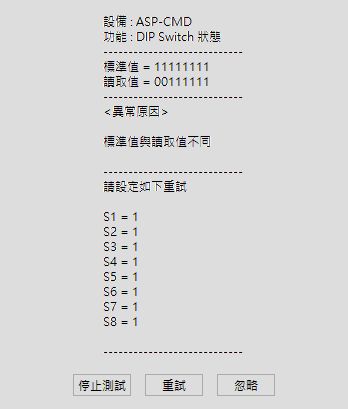 設備 : ASP-CMD
功能 : DIP Switch 狀態
-----------------------------
標準值 = 11111111
讀取值 = 00111111
-----------------------------
<異常原因>
標準值與讀取值不同
-----------------------------
請設定如下重試
S1 = 1
S2 = 1
S3 = 1
S4 = 1
S5 = 1
S6 = 1
S7 = 1
S8 = 1
-----------------------------
停止測試 重試 忽略